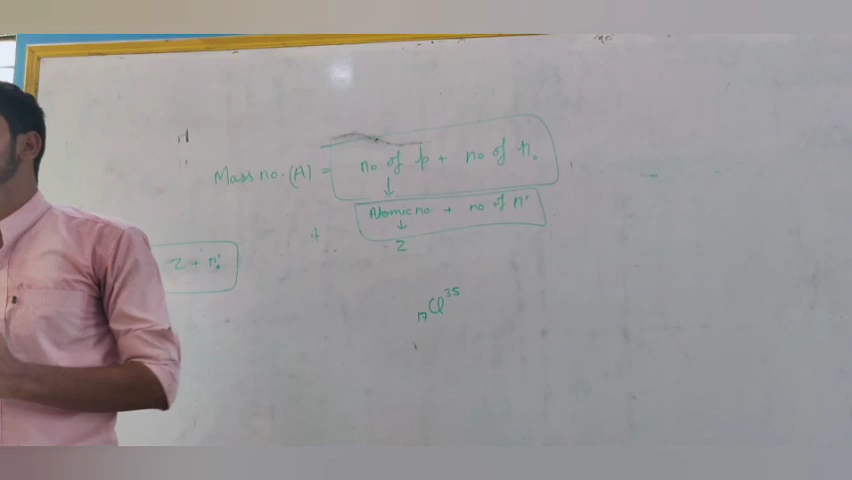 Mass no. (A) = no of p + no of n.
Atomic no + no of n°
Z
Z + n°
17Cl35